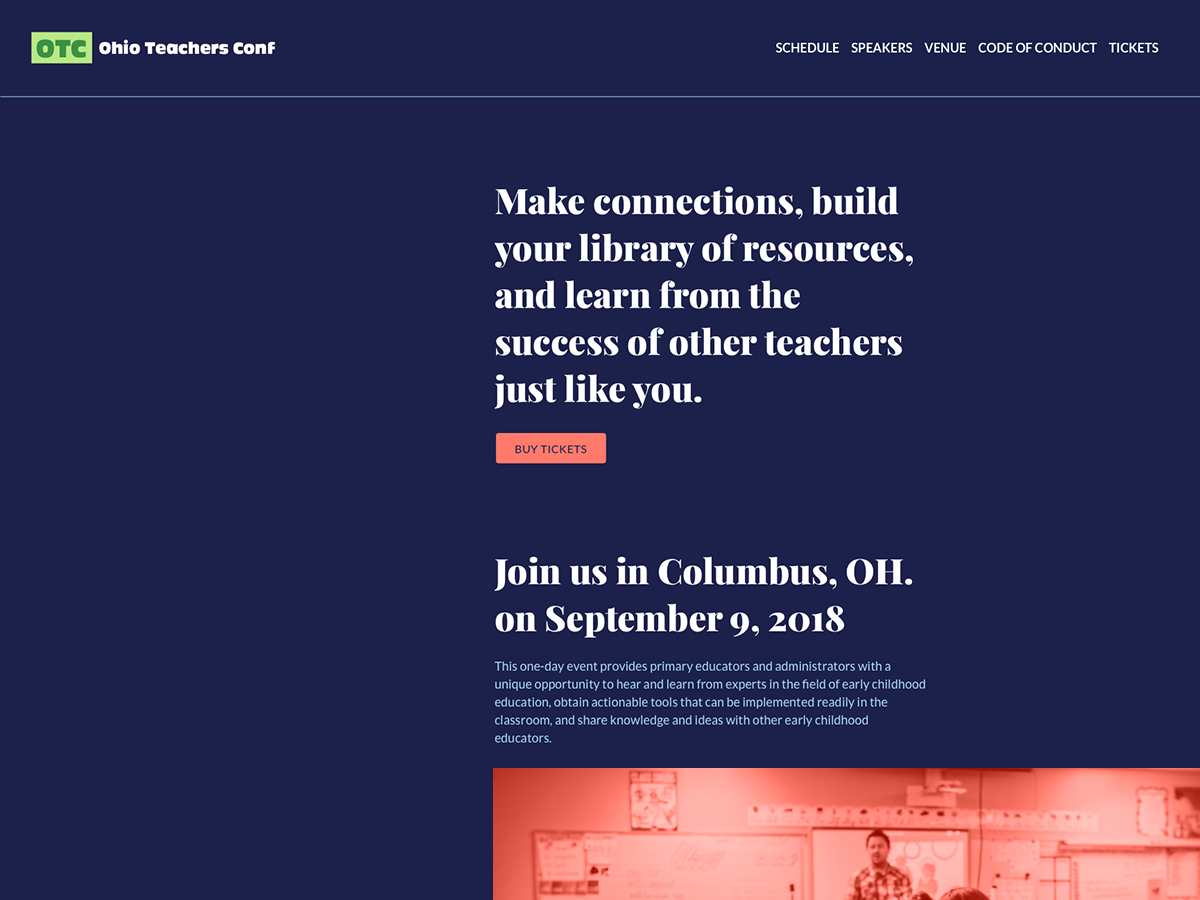 OTC Ohio Teachers Conf
SCHEDULE SPEAKERS VENUE CODE OF CONDUCT TICKETS
Make connections, build
your library of resources,
and learn from the
success of other teachers
just like you.
BUY TICKETS
Join us in Columbus, OH.
on September 9, 2018
This one-day event provides primary educators and administrators with a
unique opportunity to hear and learn from experts in the field of early childhood
education, obtain actionable tools that can be implemented readily in the
classroom, and share knowledge and ideas with other early childhood
educators.